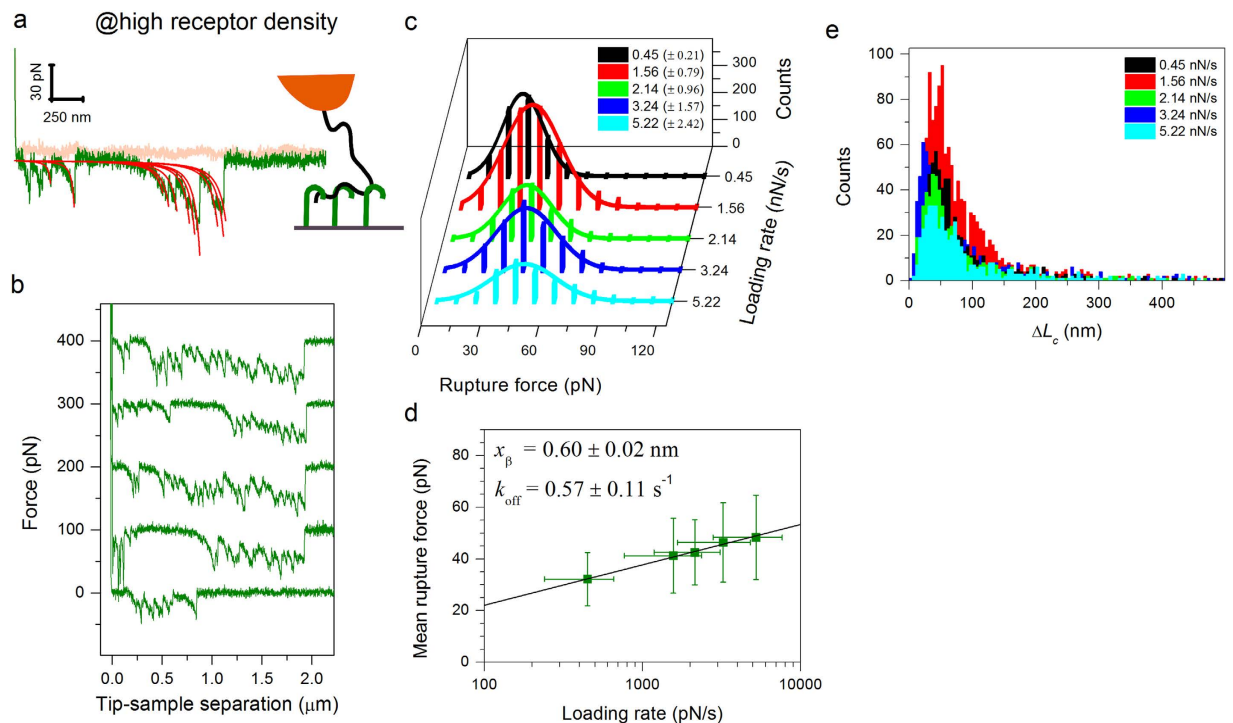 a
@high receptor density
30 pN
250 nm
b
400
300
200
100
0
Force (pN)
0.0 0.5 1.0 1.5 2.0
Tip-sample separation (μm)
c
0.45 (± 0.21)
1.56 (± 0.79)
2.14 (± 0.96)
3.24 (± 1.57)
5.22 (± 2.42)
300
200
100
0
Counts
0.45
1.56
2.14
3.24
5.22
Loading rate (nN/s)
0 30 60 90 120
Rupture force (pN)
d
xβ = 0.60 ± 0.02 nm
koff = 0.57 ± 0.11 s⁻¹
80
60
40
20
0
Mean rupture force (pN)
100 1000 10000
Loading rate (pN/s)
e
0.45 nN/s
1.56 nN/s
2.14 nN/s
3.24 nN/s
5.22 nN/s
100
80
60
40
20
0
Counts
0 100 200 300 400
ΔLc (nm)